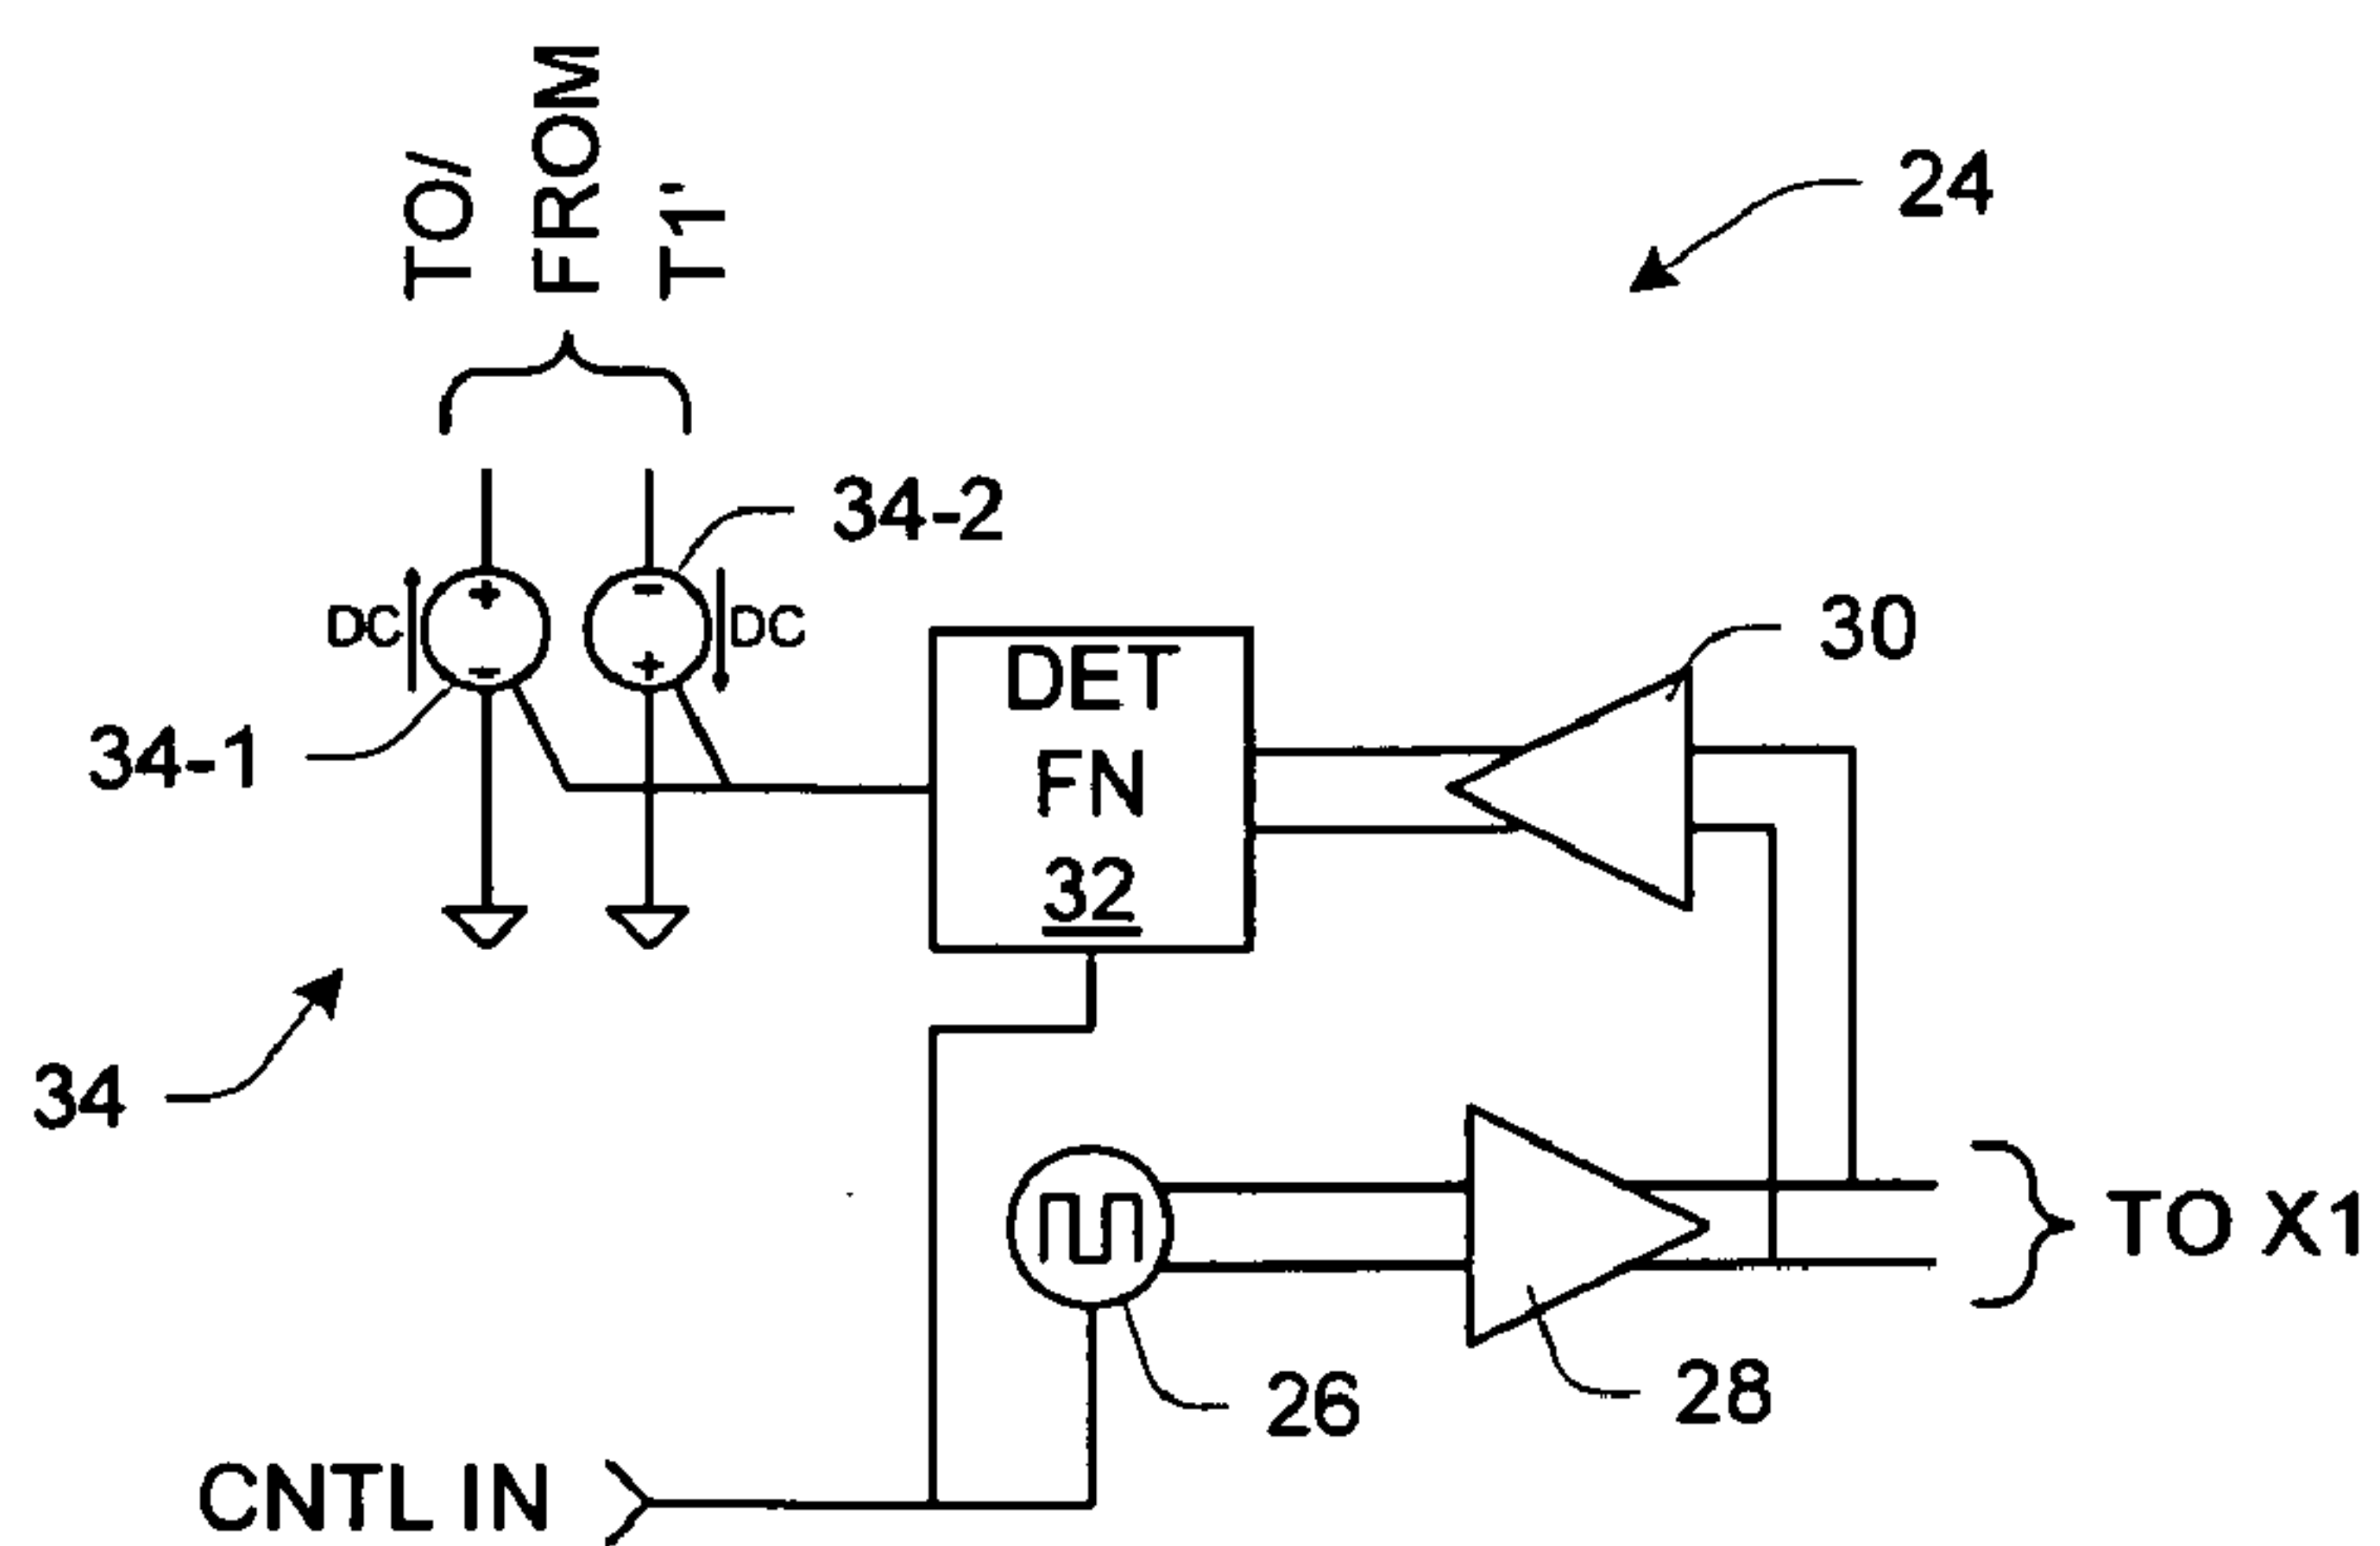 TO/
FROM
T1'
24
34-2
DC
+
-
-
+
DC
30
34-1
DET
FN
32
34
TO X1
26
28
CNTL IN